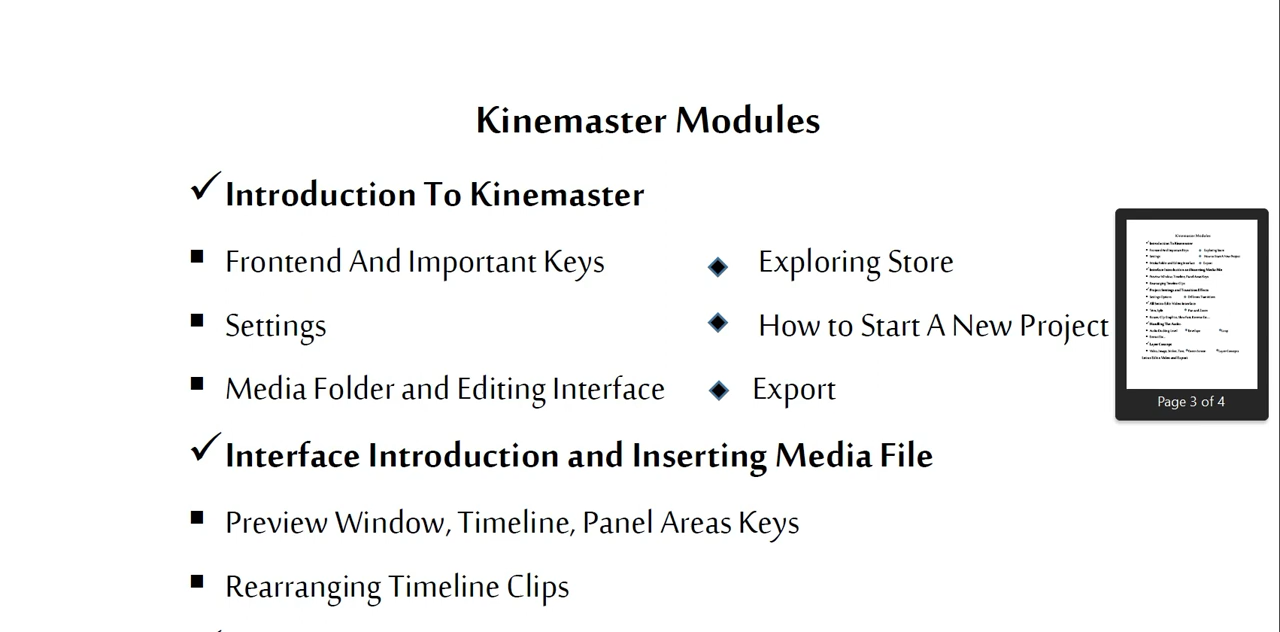 Kinemaster Modules
✓ Introduction To Kinemaster
▪ Frontend And Important Keys ◆ Exploring Store
▪ Settings ◆ How to Start A New Project
▪ Media Folder and Editing Interface ◆ Export
✓ Interface Introduction and Inserting Media File
▪ Preview Window, Timeline, Panel Areas Keys
▪ Rearranging Timeline Clips
Page 3 of 4